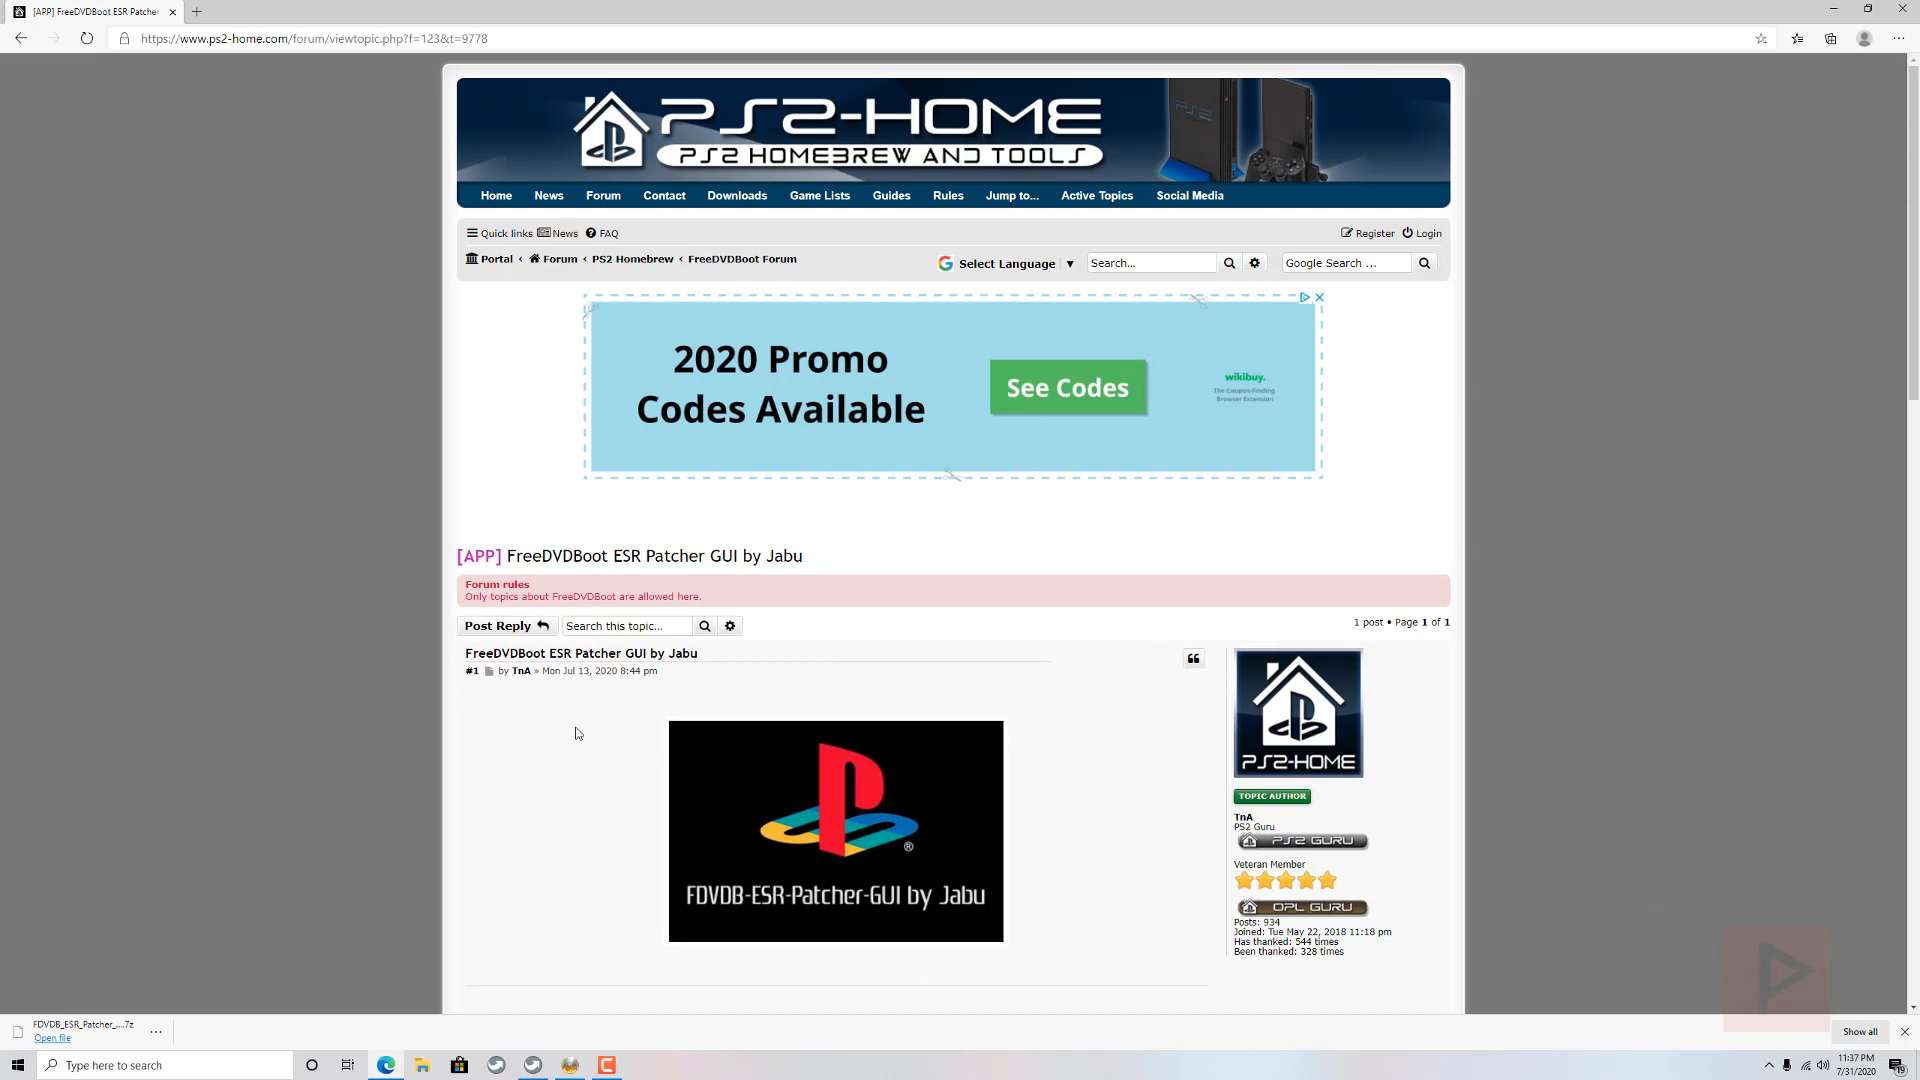 [APP] FreeDVDBoot ESR Patcher
https://www.ps2-home.com/forum/viewtopic.php?f=123&t=9778
PS2-HOME
PS2 HOMEBREW AND TOOLS
Home News Forum Contact Downloads Game Lists Guides Rules Jump to... Active Topics Social Media
Quick links News FAQ Register Login
Portal ‹ Forum ‹ PS2 Homebrew ‹ FreeDVDBoot Forum Select Language ▼ Search... Google Search ...
2020 Promo
Codes Available
See Codes
wikibuy.
The Coupon-Finding
Browser Extension
[APP] FreeDVDBoot ESR Patcher GUI by Jabu
Forum rules
Only topics about FreeDVDBoot are allowed here.
Post Reply Search this topic... 1 post • Page 1 of 1
FreeDVDBoot ESR Patcher GUI by Jabu
#1 by TnA » Mon Jul 13, 2020 8:44 pm
FDVDB-ESR-Patcher-GUI by Jabu
PS2-HOME
TOPIC AUTHOR
TnA
PS2 Guru
PS2 GURU
Veteran Member
OPL GURU
Posts: 934
Joined: Tue May 22, 2018 11:18 pm
Has thanked: 544 times
Been thanked: 328 times
FDVDB_ESR_Patcher_....7z
Open file
Show all
Type here to search
11:37 PM
7/31/2020
19